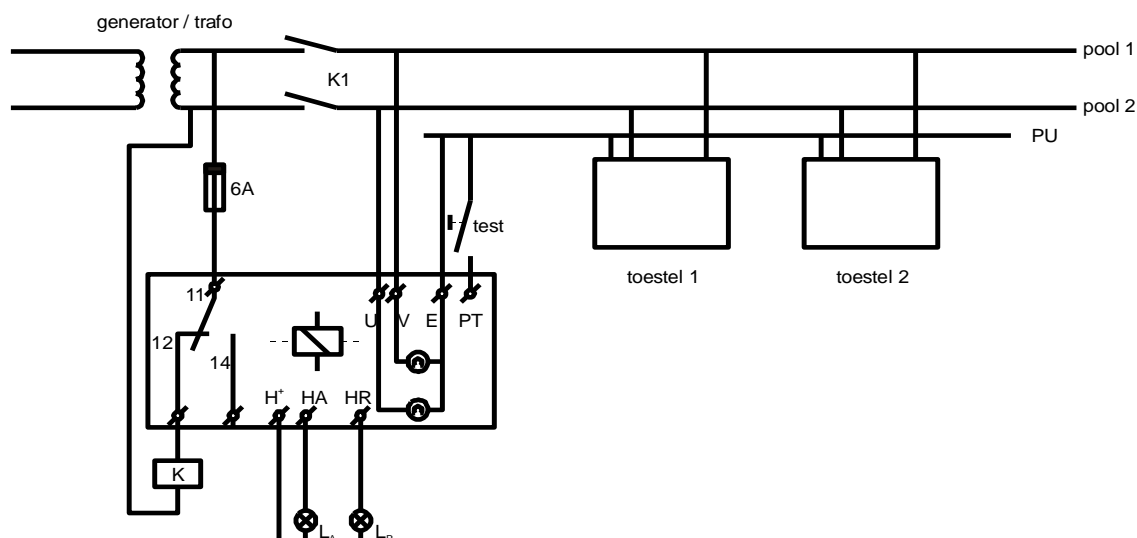 generator / trafo
pool 1
K1
pool 2
PU
6A
test
toestel 1
toestel 2
11
U V E PT
12
14
H+ HA HR
K
LA